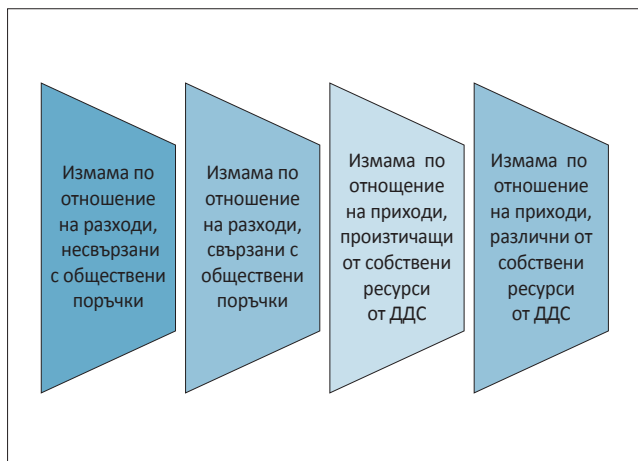 Измама по
отношение
на разходи,
несвързани
с обществени
поръчки
Измама по
отношение
на разходи,
свързани с
обществени
поръчки
Измама по
отнощение
на приходи,
произтичащи
от собствени
ресурси
от ДДС
Измама по
отношение
на приходи,
различни от
собствени
ресурси
от ДДС